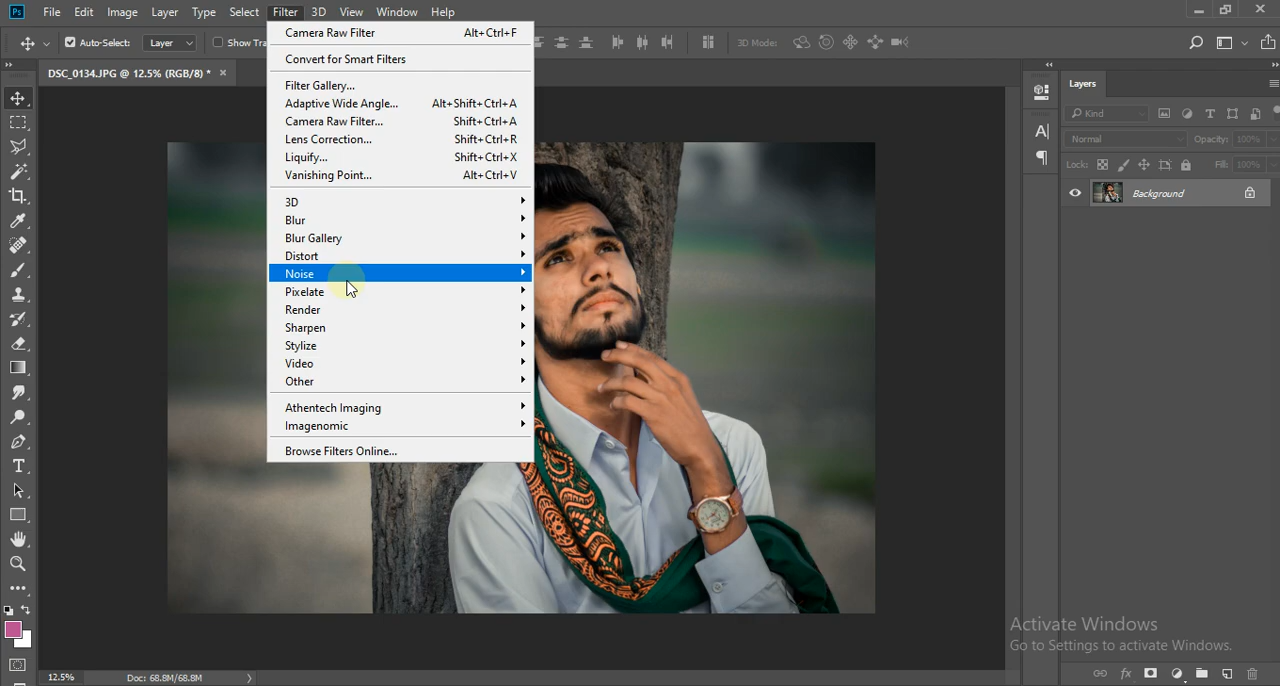 Ps File Edit Image Layer Type Select Filter 3D View Window Help
Auto-Select: Layer Show Tra 3D Mode:
DSC_0134.JPG @ 12.5% (RGB/8) *
Camera Raw Filter Alt+Ctrl+F
Convert for Smart Filters
Filter Gallery...
Adaptive Wide Angle... Alt+Shift+Ctrl+A
Camera Raw Filter... Shift+Ctrl+A
Lens Correction... Shift+Ctrl+R
Liquify... Shift+Ctrl+X
Vanishing Point... Alt+Ctrl+V
3D
Blur
Blur Gallery
Distort
Noise
Pixelate
Render
Sharpen
Stylize
Video
Other
Athentech Imaging
Imagenomic
Browse Filters Online...
Layers
Kind
Normal Opacity: 100%
Lock: Fill: 100%
Background
Activate Windows
Go to Settings to activate Windows.
12.5% Doc: 68.8M/68.8M